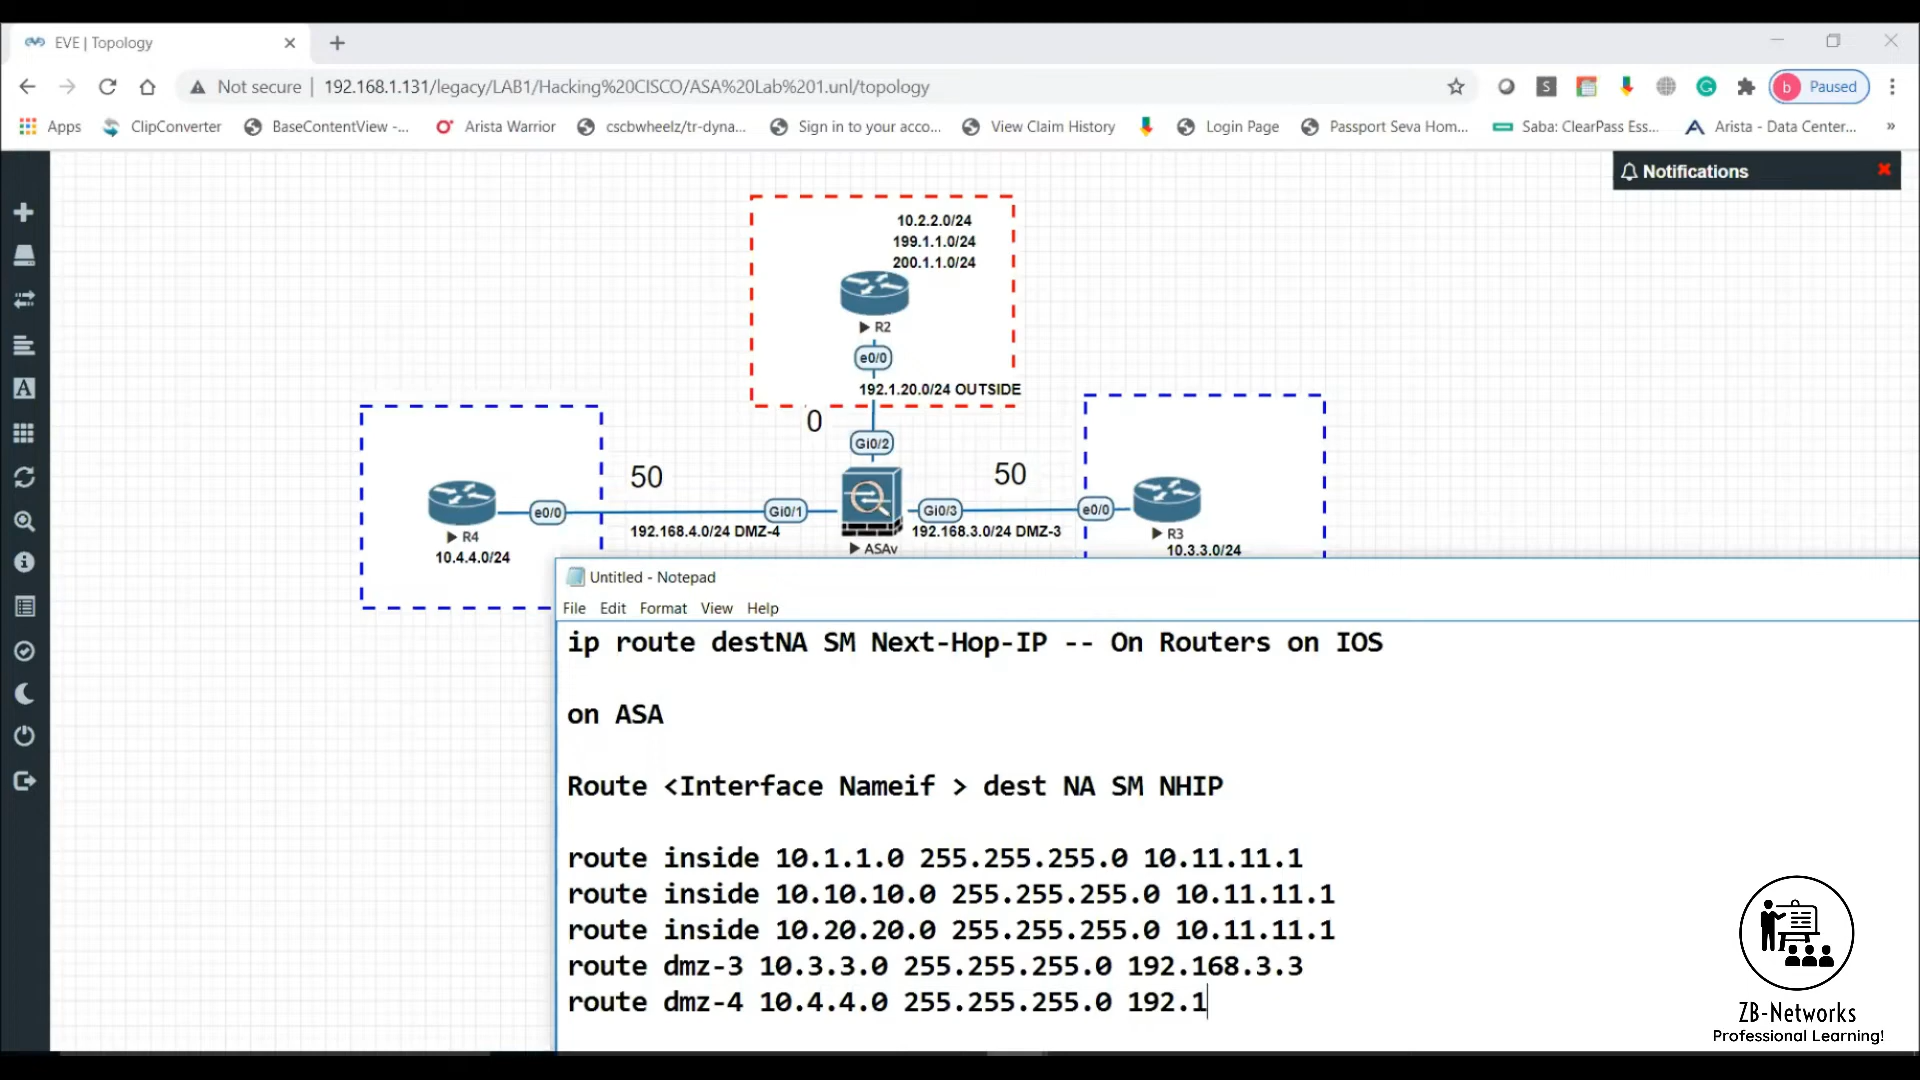 EVE | Topology
Not secure | 192.168.1.131/legacy/LAB1/Hacking%20CISCO/ASA%20Lab%201.unl/topology
b Paused
Apps ClipConverter BaseContentView -... Arista Warrior cscbwheelz/tr-dyna... Sign in to your acco... View Claim History Login Page Passport Seva Hom... Saba: ClearPass Ess... Arista - Data Center... »
Notifications
10.2.2.0/24
199.1.1.0/24
200.1.1.0/24
R2
e0/0
192.1.20.0/24 OUTSIDE
0
Gi0/2
50
50
e0/0
Gi0/1
Gi0/3
e0/0
192.168.4.0/24 DMZ-4
192.168.3.0/24 DMZ-3
R4
R3
ASAv
10.4.4.0/24
10.3.3.0/24
Untitled - Notepad
File Edit Format View Help
ip route destNA SM Next-Hop-IP -- On Routers on IOS
on ASA
Route <Interface Nameif > dest NA SM NHIP
route inside 10.1.1.0 255.255.255.0 10.11.11.1
route inside 10.10.10.0 255.255.255.0 10.11.11.1
route inside 10.20.20.0 255.255.255.0 10.11.11.1
route dmz-3 10.3.3.0 255.255.255.0 192.168.3.3
route dmz-4 10.4.4.0 255.255.255.0 192.1
ZB-Networks
Professional Learning!